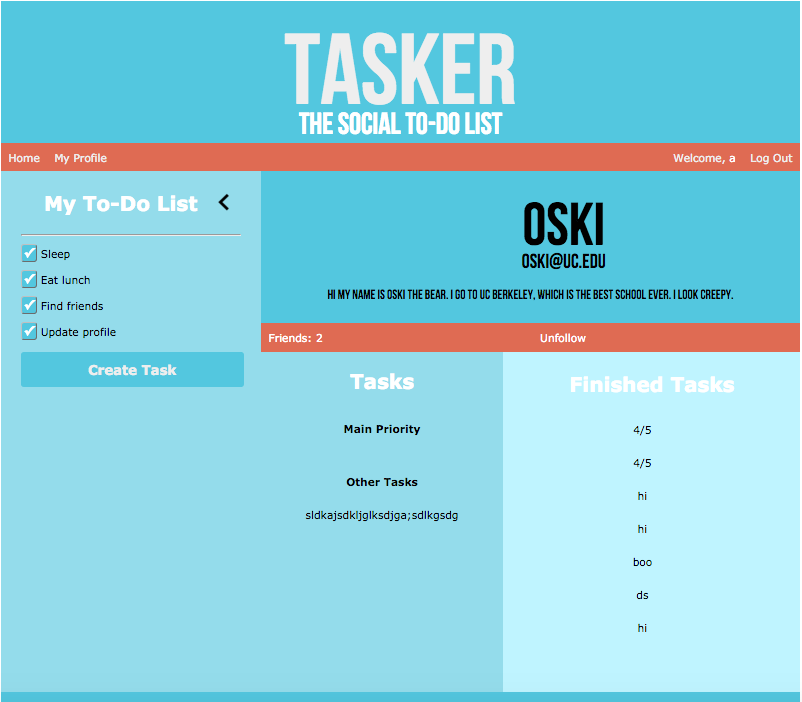 TASKER
THE SOCIAL TO-DO LIST
Home My Profile Welcome, a Log Out
My To-Do List
Sleep
Eat lunch
Find friends
Update profile
Create Task
OSKI
OSKI@UC.EDU
HI MY NAME IS OSKI THE BEAR. I GO TO UC BERKELEY, WHICH IS THE BEST SCHOOL EVER. I LOOK CREEPY.
Friends: 2 Unfollow
Tasks
Main Priority
Other Tasks
sldkajsdkljglksdjga;sdlkgsdg
Finished Tasks
4/5
4/5
hi
hi
boo
ds
hi